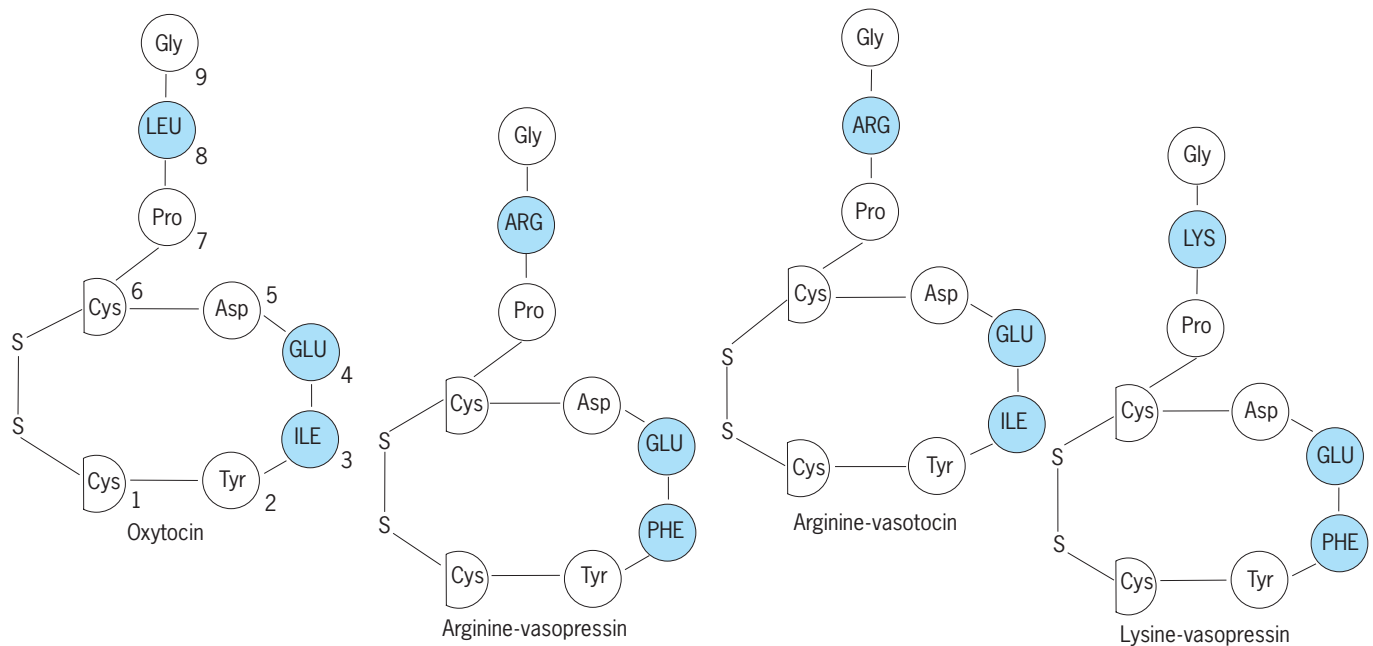 Gly
9
LEU
8
Pro
7
Cys
6
Asp
5
GLU
4
ILE
3
Tyr
2
Cys
1
S
S
Oxytocin
Gly
ARG
Pro
Cys
Asp
GLU
PHE
Tyr
Cys
S
S
Arginine-vasopressin
Gly
ARG
Pro
Cys
Asp
GLU
ILE
Tyr
Cys
S
S
Arginine-vasotocin
Gly
LYS
Pro
Cys
Asp
GLU
PHE
Tyr
Cys
S
S
Lysine-vasopressin